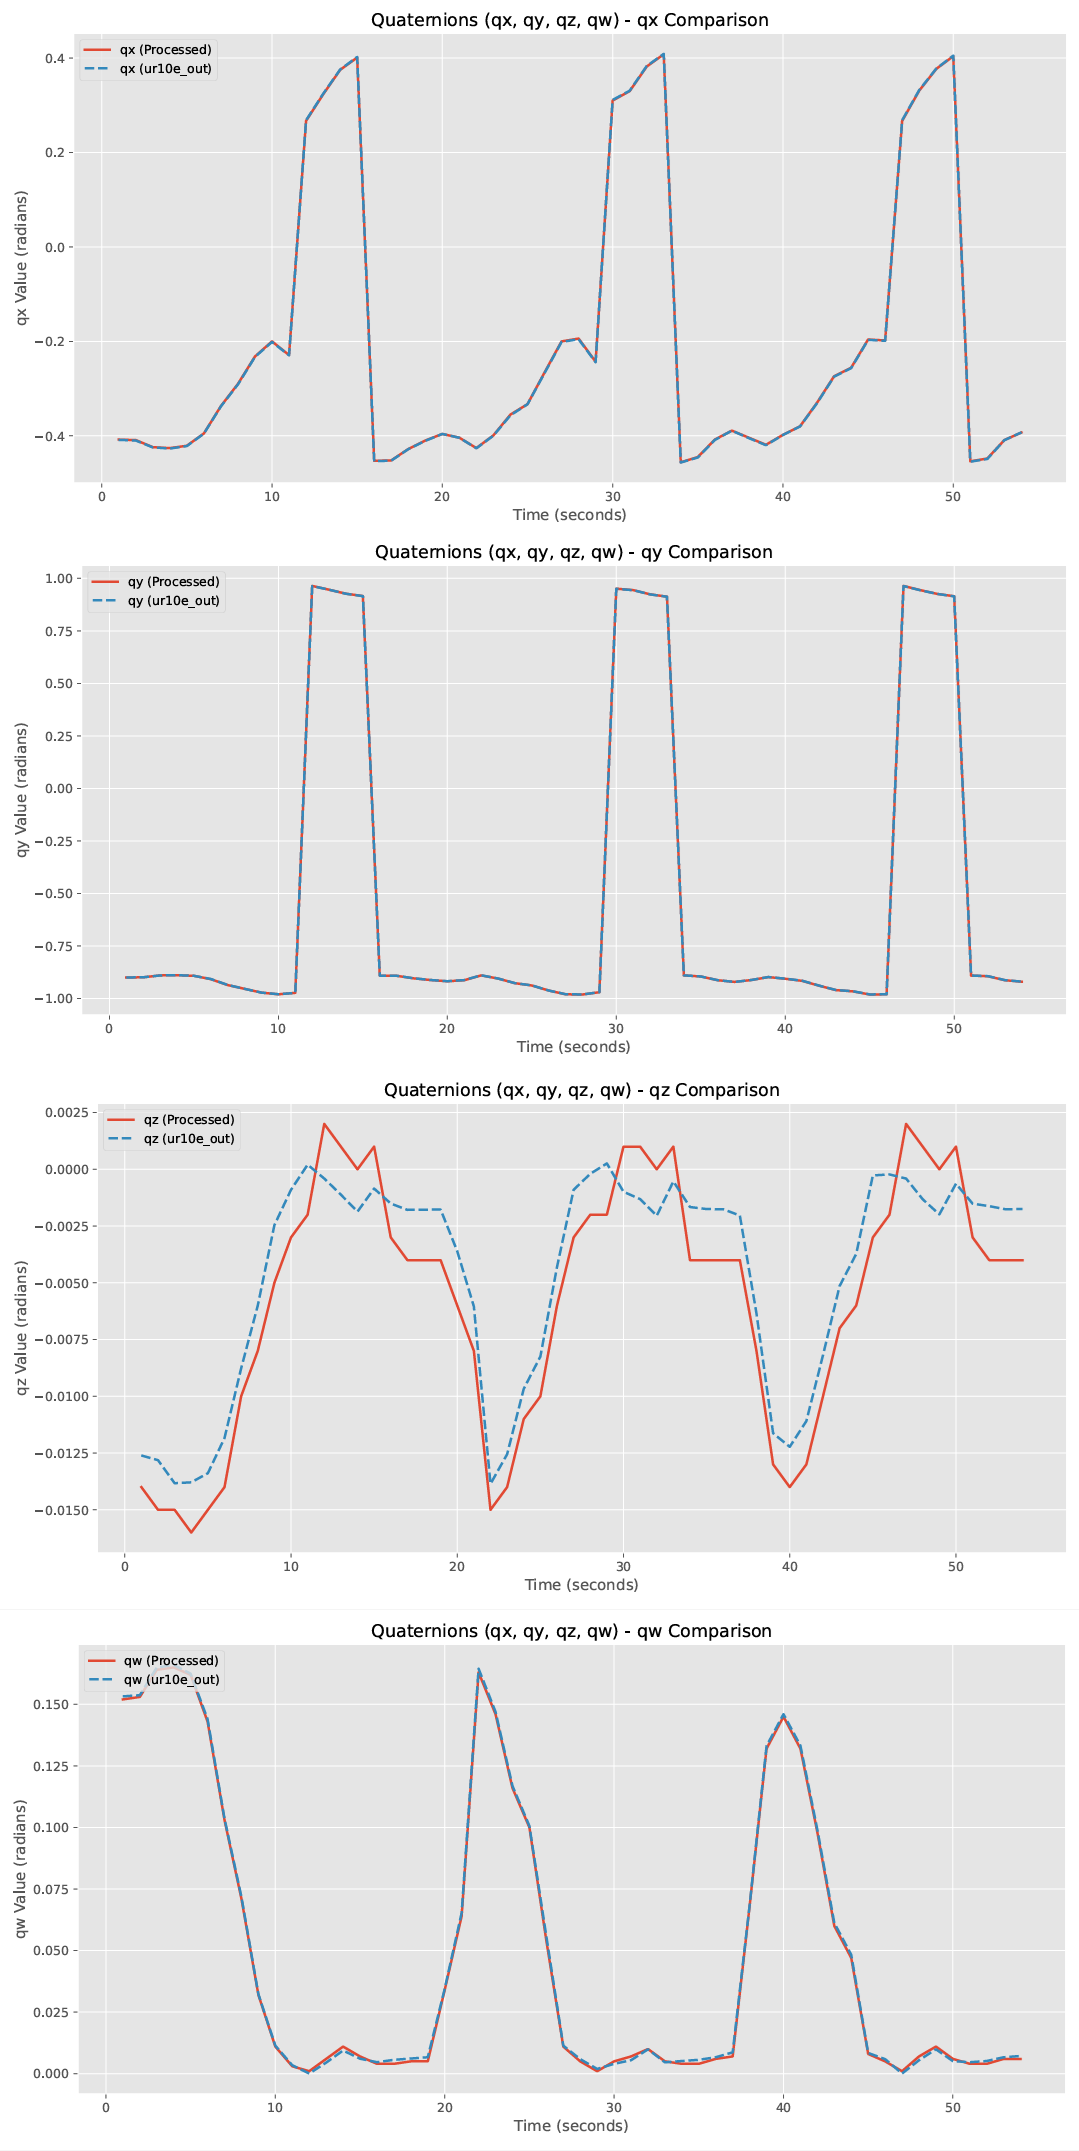 Quaternions (qx, qy, qz, qw) - qx Comparison
qx (Processed)
qx (ur10e_out)
0.4
0.2
0.0
−0.2
−0.4
qx Value (radians)
0 10 20 30 40 50
Time (seconds)
Quaternions (qx, qy, qz, qw) - qy Comparison
qy (Processed)
qy (ur10e_out)
1.00
0.75
0.50
0.25
0.00
−0.25
−0.50
−0.75
−1.00
qy Value (radians)
0 10 20 30 40 50
Time (seconds)
Quaternions (qx, qy, qz, qw) - qz Comparison
qz (Processed)
qz (ur10e_out)
0.0025
0.0000
−0.0025
−0.0050
−0.0075
−0.0100
−0.0125
−0.0150
qz Value (radians)
0 10 20 30 40 50
Time (seconds)
Quaternions (qx, qy, qz, qw) - qw Comparison
qw (Processed)
qw (ur10e_out)
0.150
0.125
0.100
0.075
0.050
0.025
0.000
qw Value (radians)
0 10 20 30 40 50
Time (seconds)